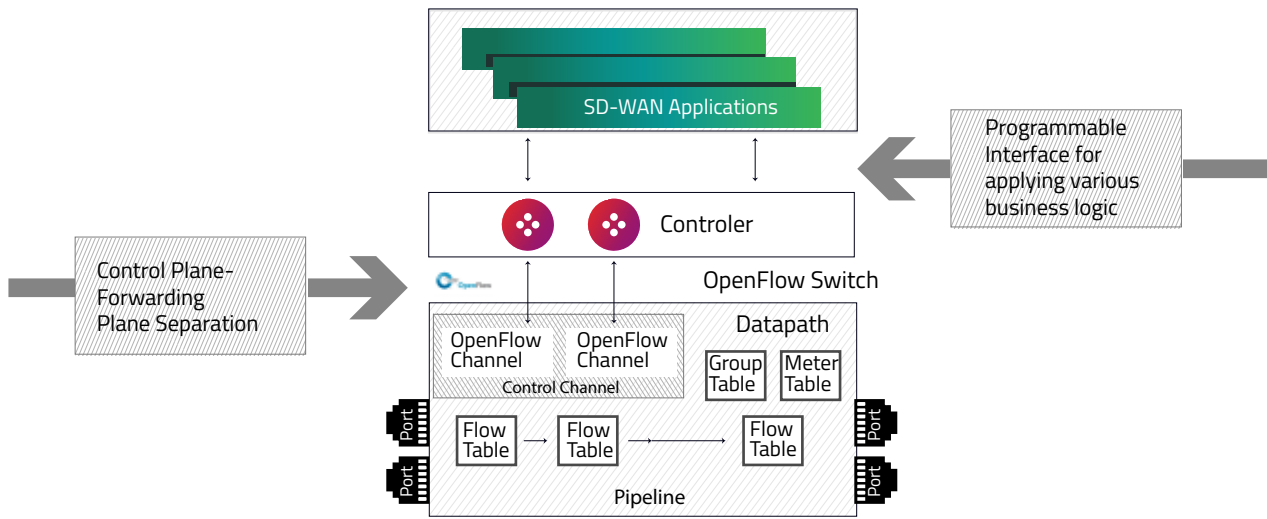 SD-WAN Applications
Programmable
Interface for
applying various
business logic
Controler
Control Plane-
Forwarding
Plane Separation
OpenFlow
OpenFlow Switch
Datapath
OpenFlow
Channel
OpenFlow
Channel
Control Channel
Group
Table
Meter
Table
Port
Port
Flow
Table
Flow
Table
Flow
Table
Port
Port
Pipeline